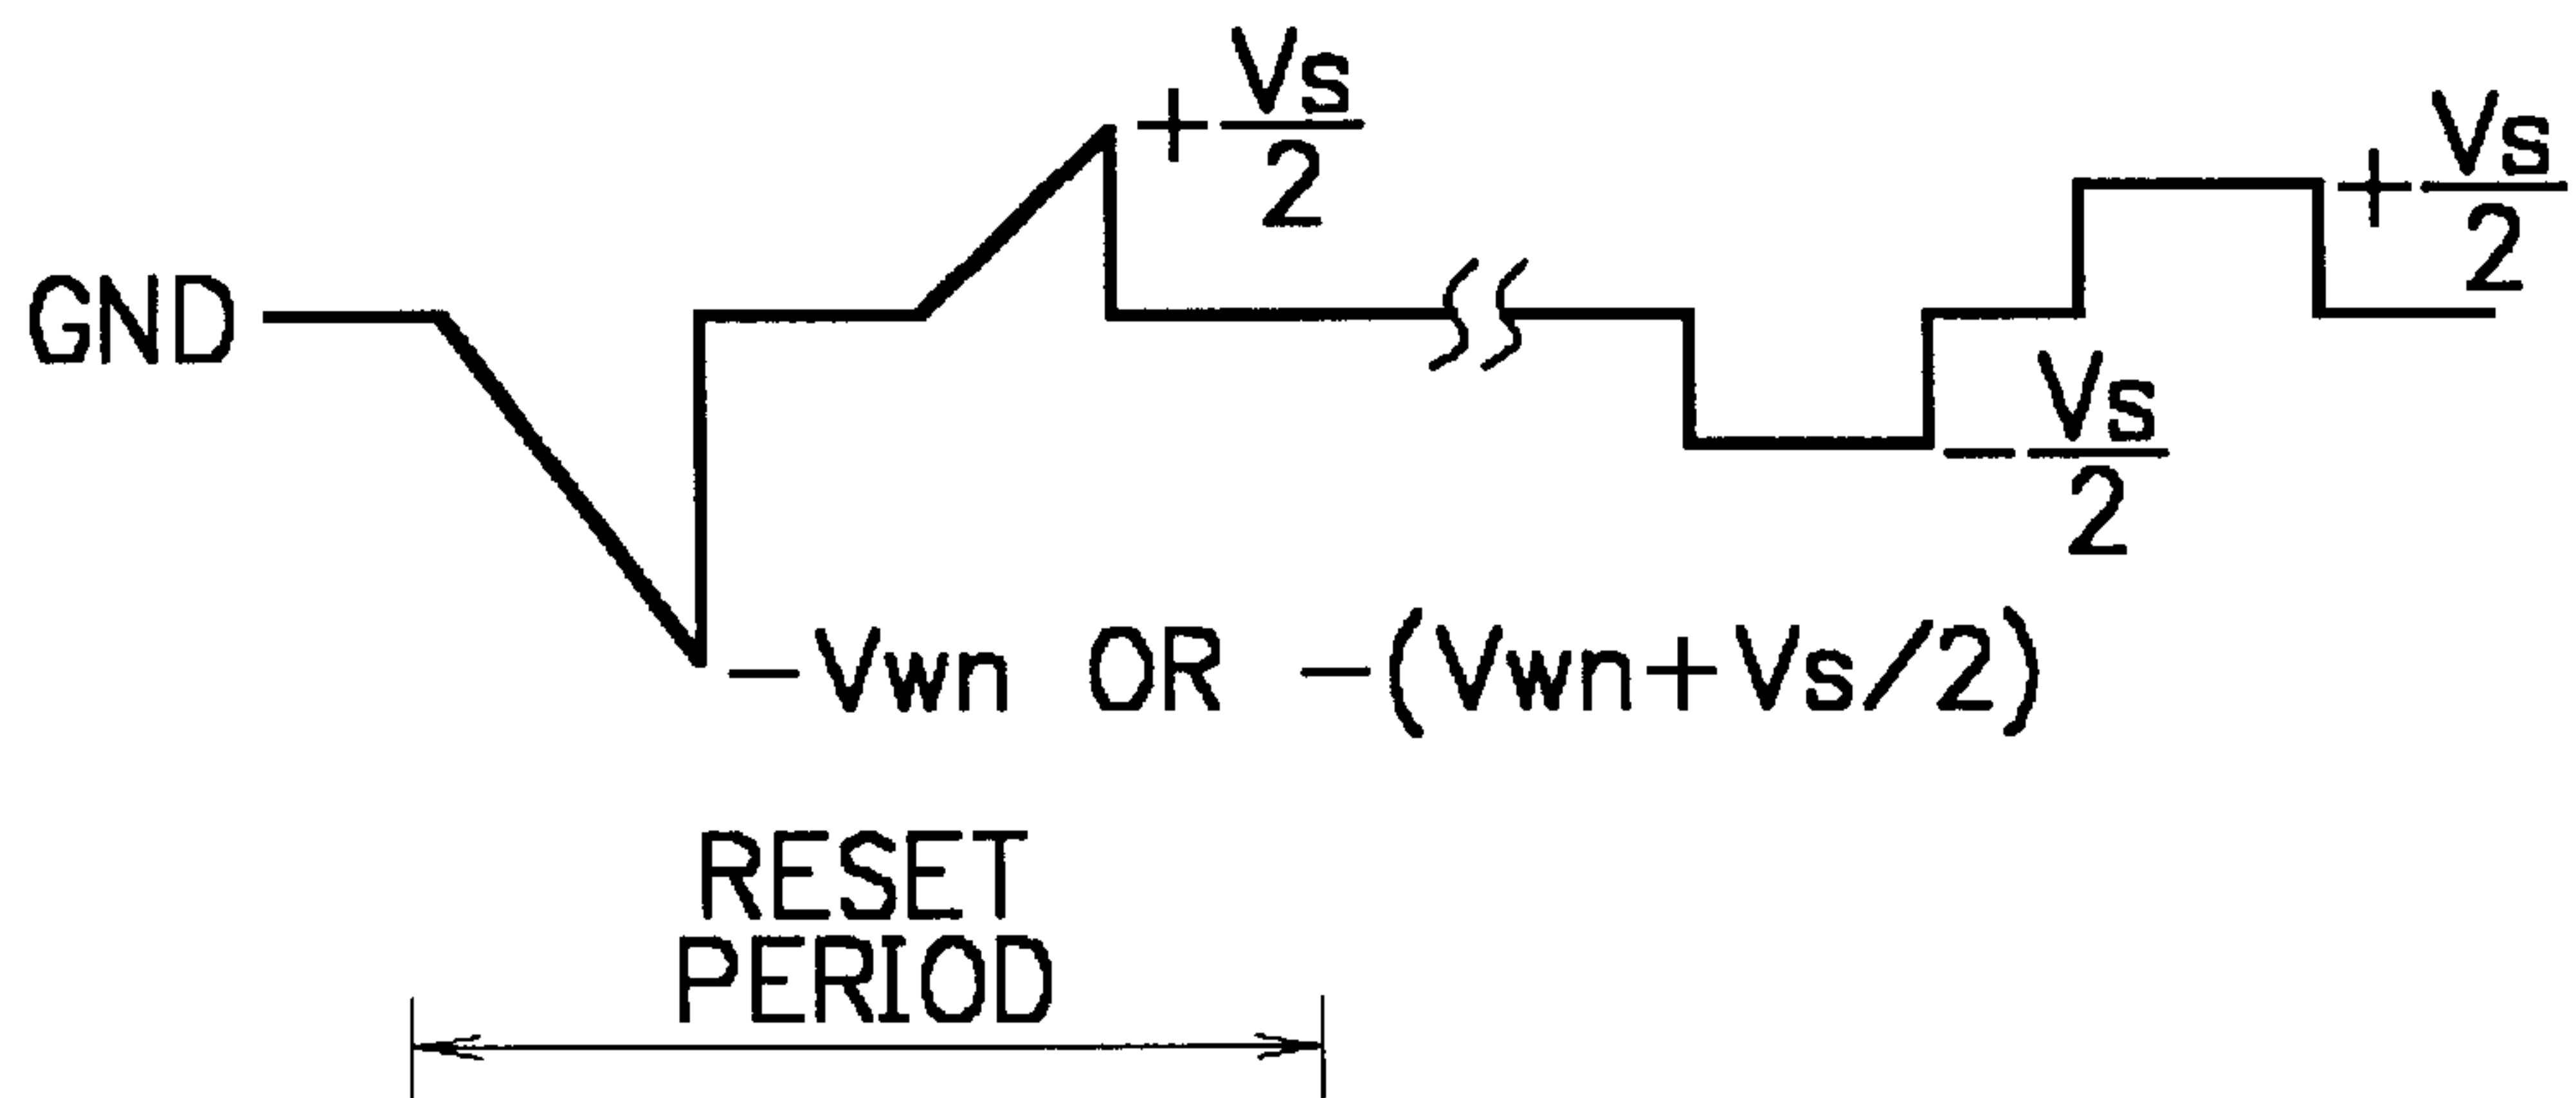 +Vs/2
+Vs/2
GND
-Vs/2
-Vwn OR -(Vwn+Vs/2)
RESET
PERIOD